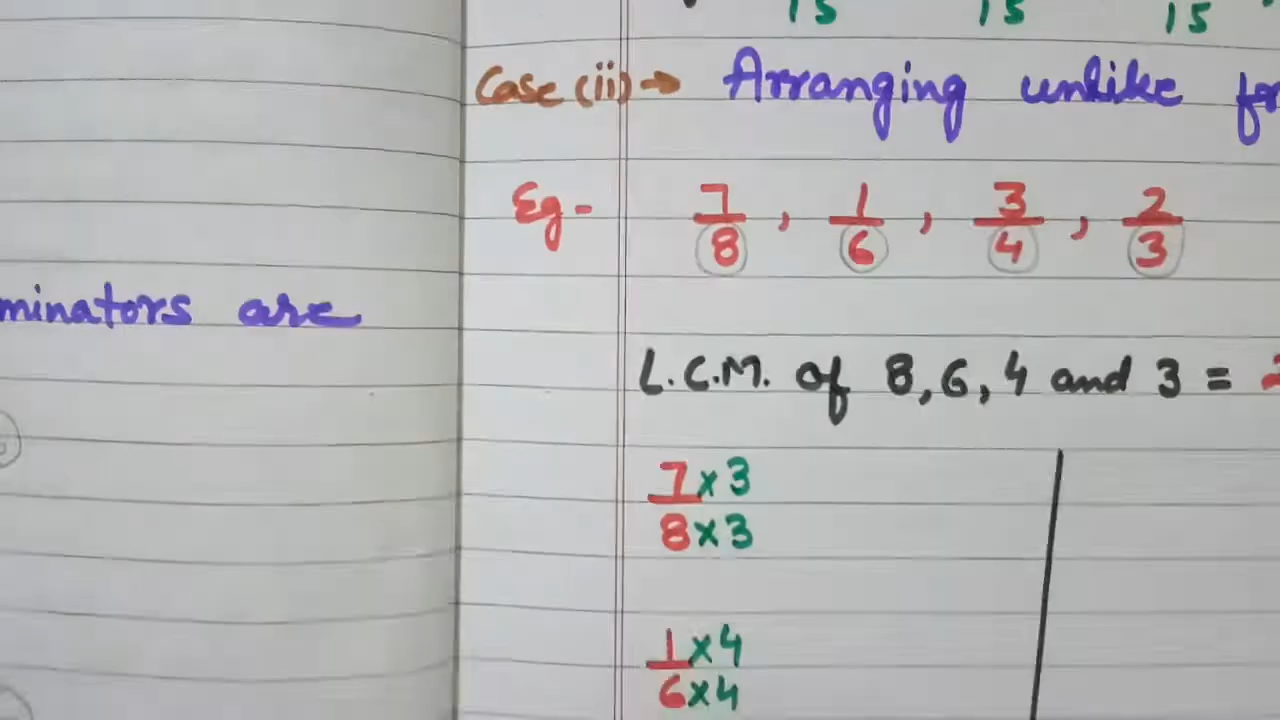 15 15 15
Case (ii) → Arranging unlike
Eg- 7/8, 1/6, 3/4, 2/3
minators are
L.C.M. of 8, 6, 4 and 3 =
7×3
8×3
1×4
6×4